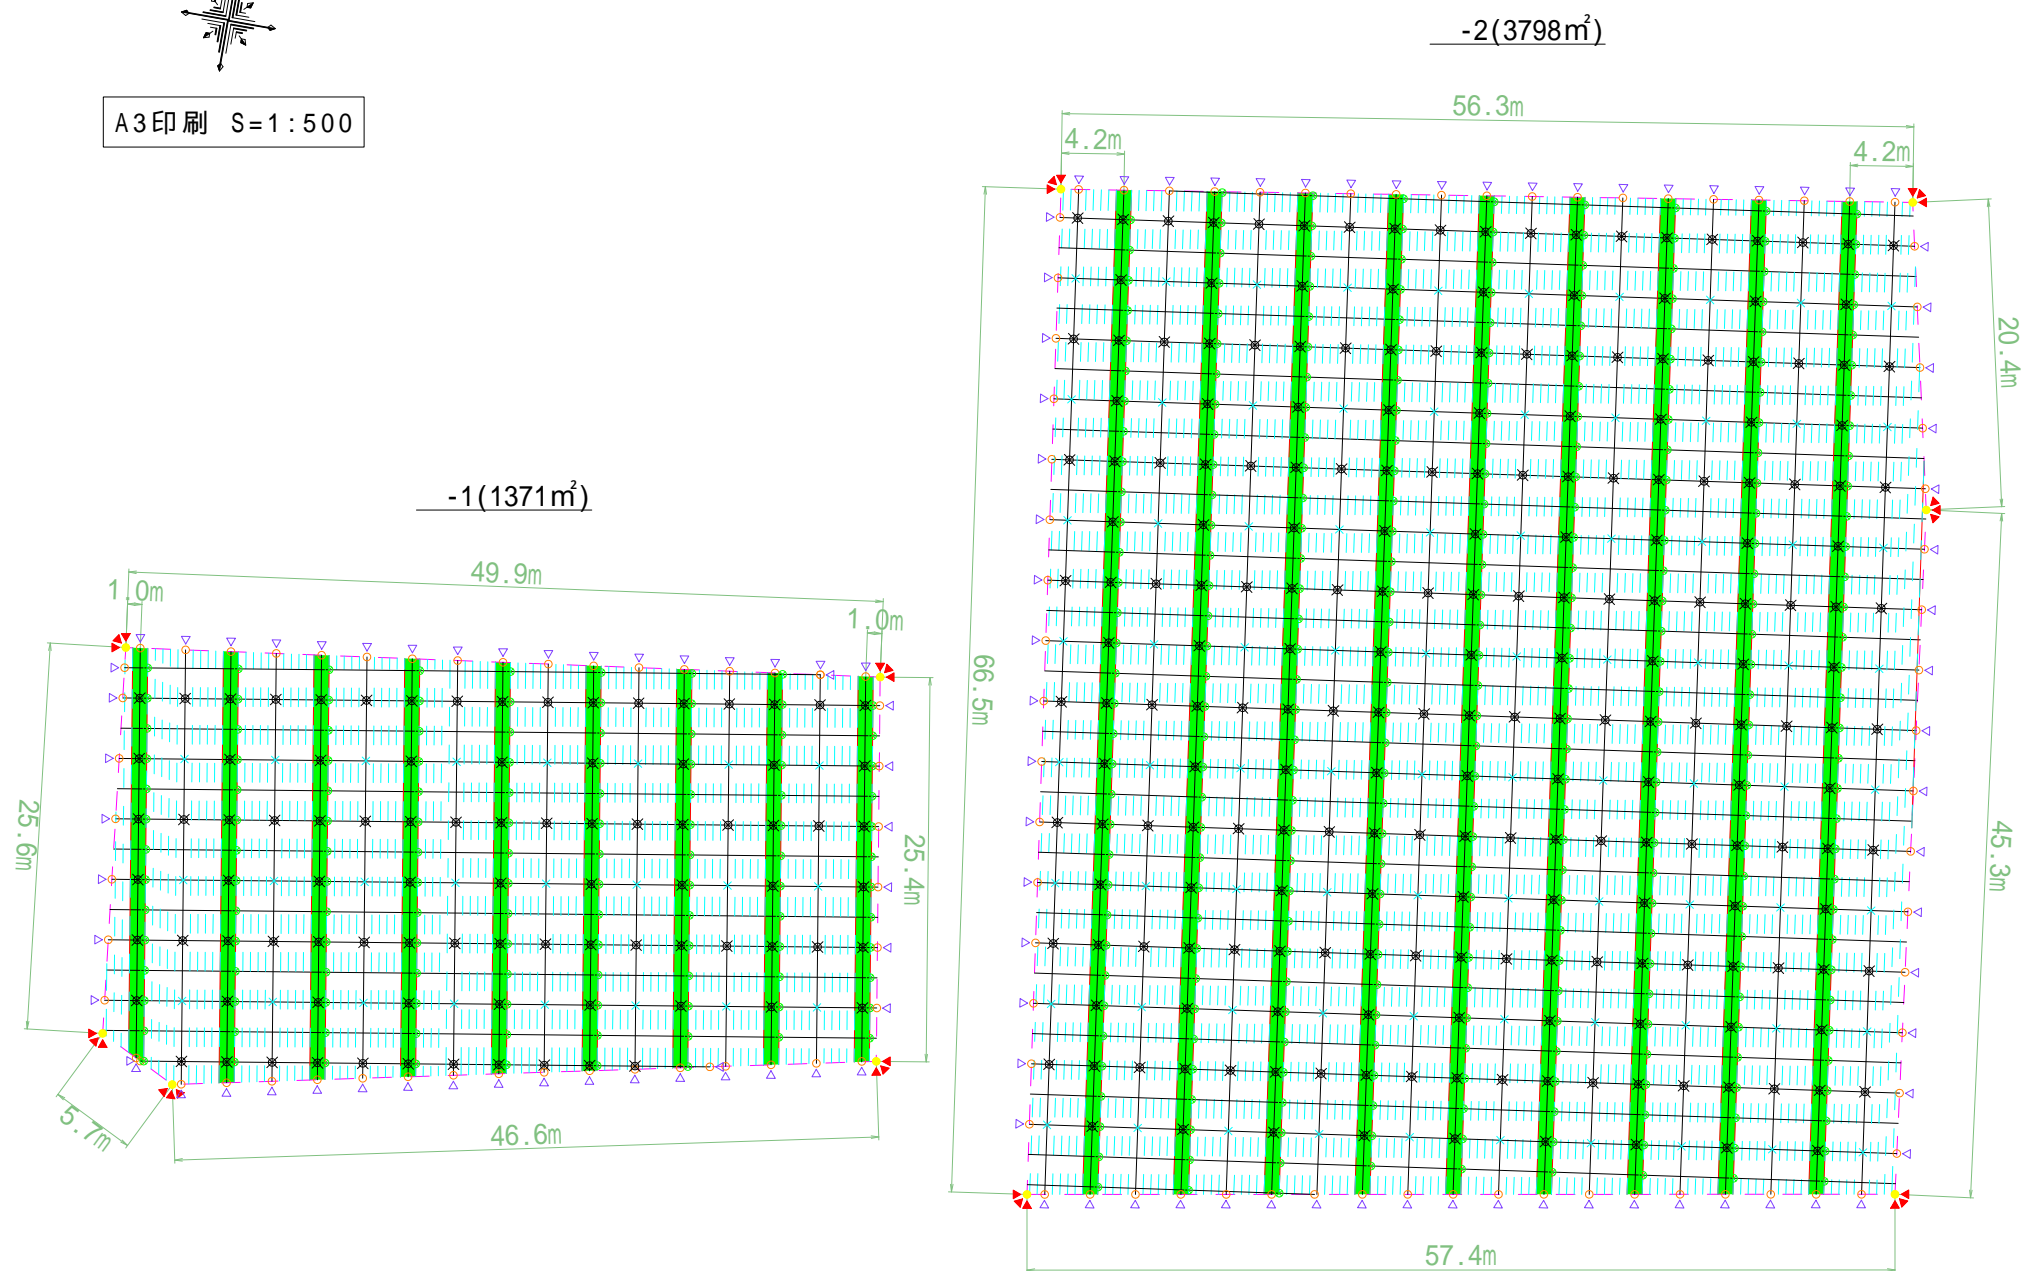 -2(3798㎡)
A3印刷 S=1:500
56.3m
4.2m
4.2m
20.4m
66.5m
45.3m
57.4m
-1(1371㎡)
49.9m
1.0m
1.0m
25.6m
25.4m
5.7m
46.6m